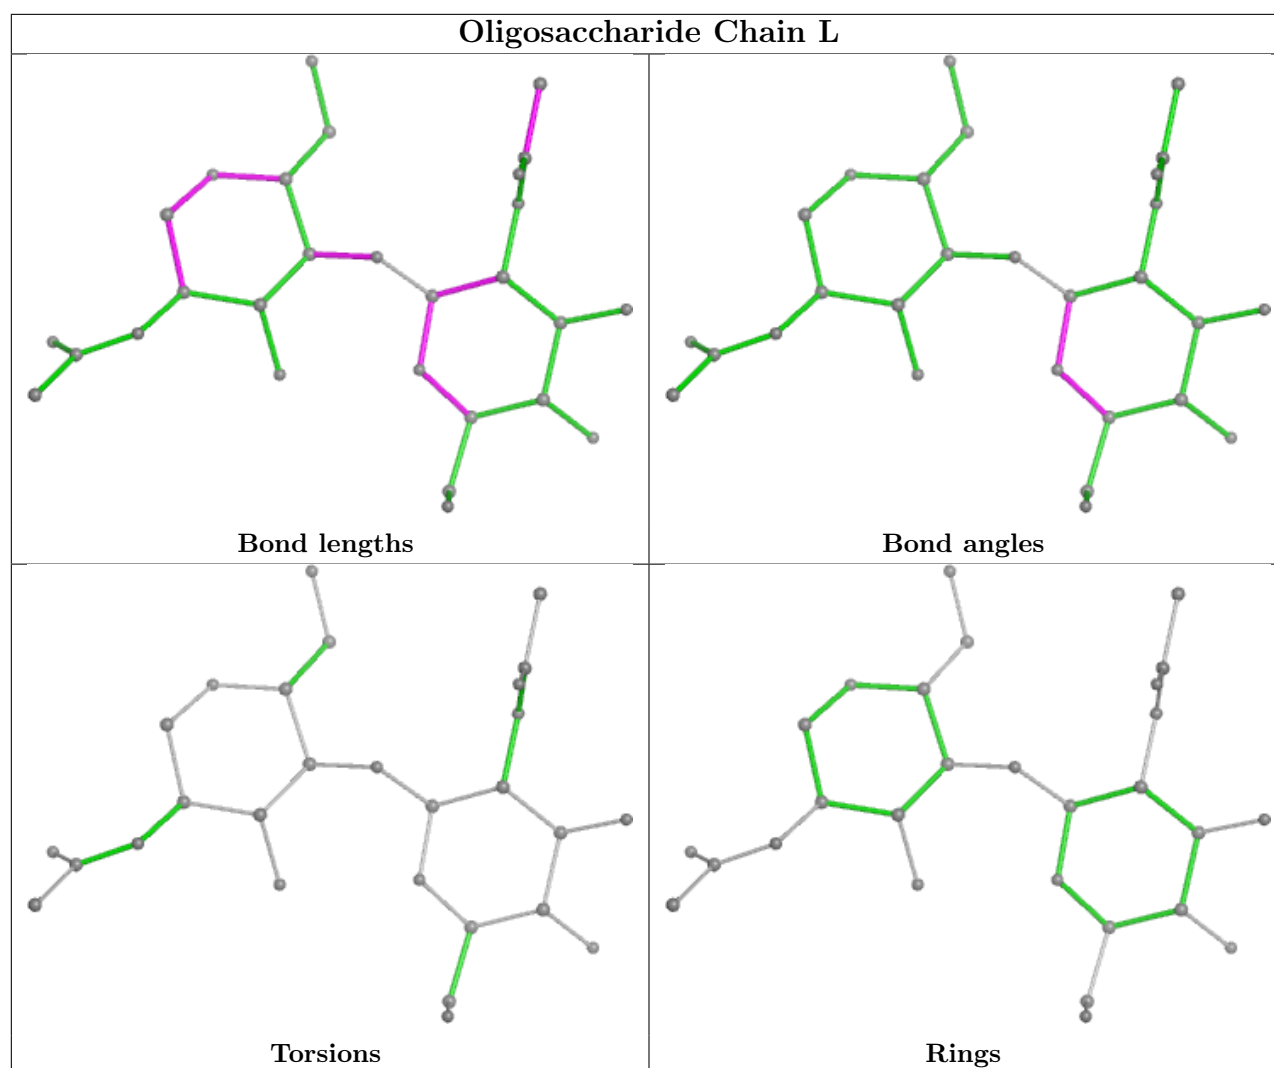 Oligosaccharide Chain L
Bond lengths
Bond angles
Torsions
Rings